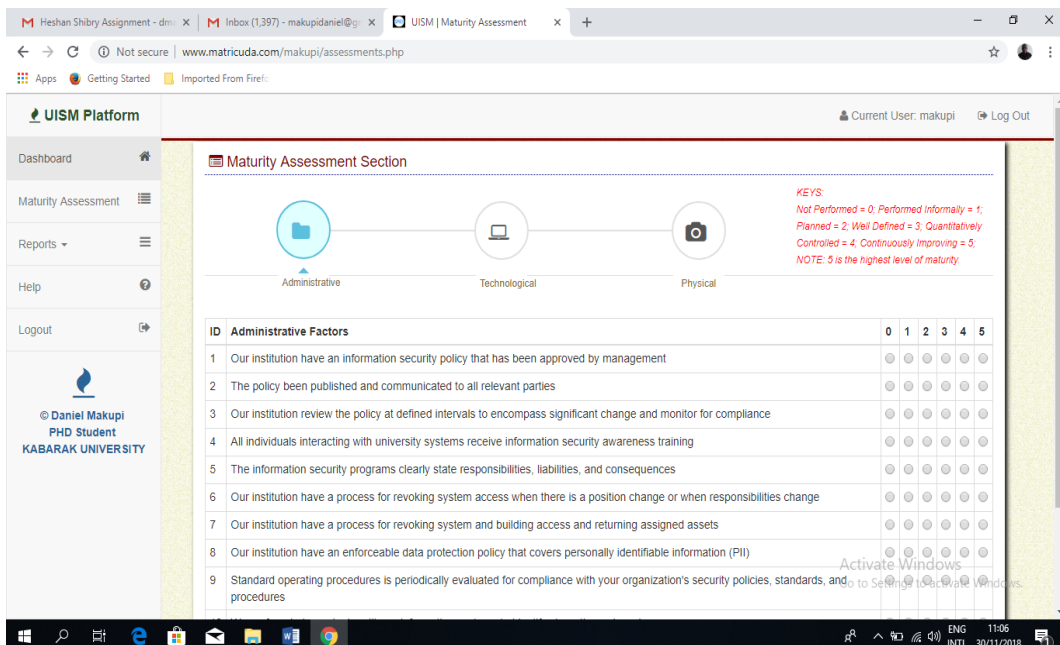 Heshan Shibry Assignment - dm
Inbox (1,397) - makupidaniel@g
UISM | Maturity Assessment
Not secure | www.matricuda.com/makupi/assessments.php
Apps Getting Started Imported From Firef
UISM Platform
Current User: makupi Log Out
Dashboard
Maturity Assessment
Reports
Help
Logout
© Daniel Makupi
PHD Student
KABARAK UNIVERSITY
Maturity Assessment Section
KEYS:
Not Performed = 0; Performed Informally = 1;
Planned = 2; Well Defined = 3; Quantitatively
Controlled = 4; Continuously Improving = 5;
NOTE: 5 is the highest level of maturity.
Administrative Technological Physical
ID Administrative Factors 0 1 2 3 4 5
1 Our institution have an information security policy that has been approved by management
2 The policy been published and communicated to all relevant parties
3 Our institution review the policy at defined intervals to encompass significant change and monitor for compliance
4 All individuals interacting with university systems receive information security awareness training
5 The information security programs clearly state responsibilities, liabilities, and consequences
6 Our institution have a process for revoking system access when there is a position change or when responsibilities change
7 Our institution have a process for revoking system and building access and returning assigned assets
8 Our institution have an enforceable data protection policy that covers personally identifiable information (PII)
9 Standard operating procedures is periodically evaluated for compliance with your organization's security policies, standards, and
procedures
Activate Windows
Go to Settings to activate Windows.
ENG 11:06
INTL 30/11/2018